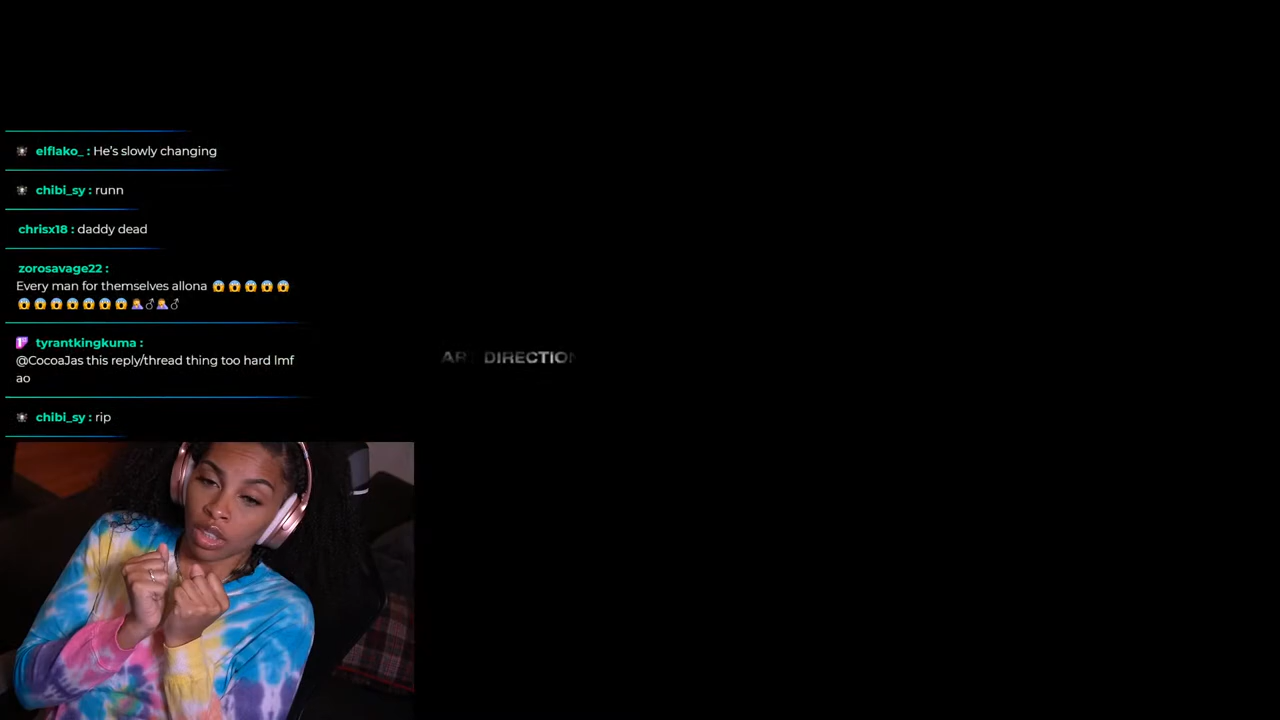 elflako_ : He's slowly changing
chibi_sy : runn
chrisx18 : daddy dead
zorosavage22 :
Every man for themselves allona 😱😱😱😱😱
😱😱😱😱😱😱😱🤦‍♂🤦‍♂
tyrantkingkuma :
@CocoaJas this reply/thread thing too hard lmf
ao
chibi_sy : rip
ART DIRECTION